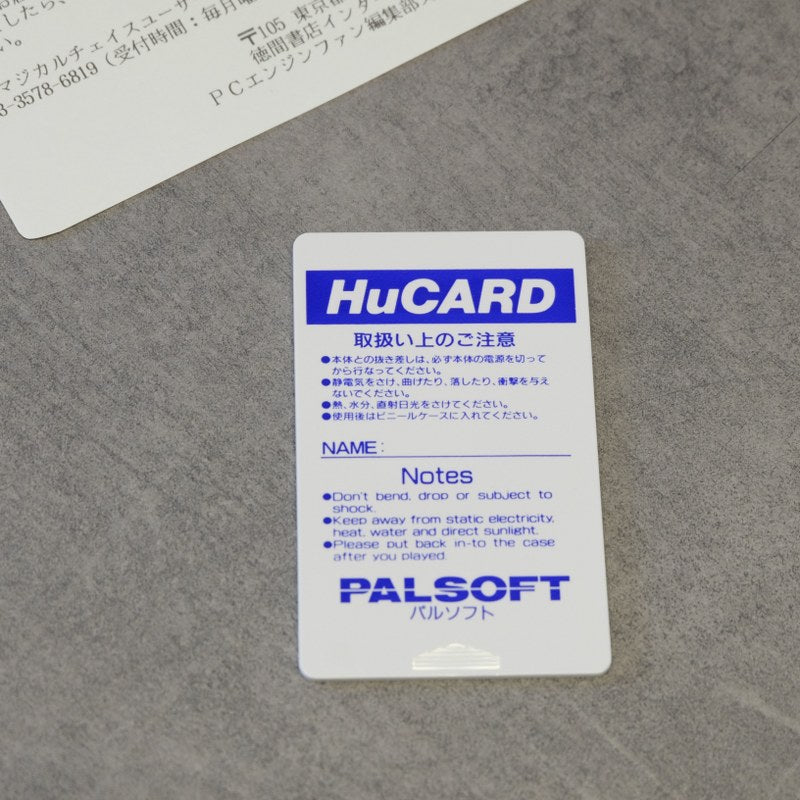 したら、
い。
マジカルチェイスユーザ
3-3578-6819（受付時間：毎月曜
〒105 東京都
徳間書店インター
PCエンジンファン編集部
HuCARD
取扱い上のご注意
●本体との抜き差しは、必ず本体の電源を切って
から行なってください。
●静電気をさけ、曲げたり、落したり、衝撃を与え
ないでください。
●熱、水分、直射日光をさけてください。
●使用後はビニールケースに入れてください。
NAME:
Notes
●Don't bend, drop or subject to
shock.
●Keep away from static electricity,
heat, water and direct sunlight.
●Please put back in-to the case
after you played.
PALSOFT
パルソフト